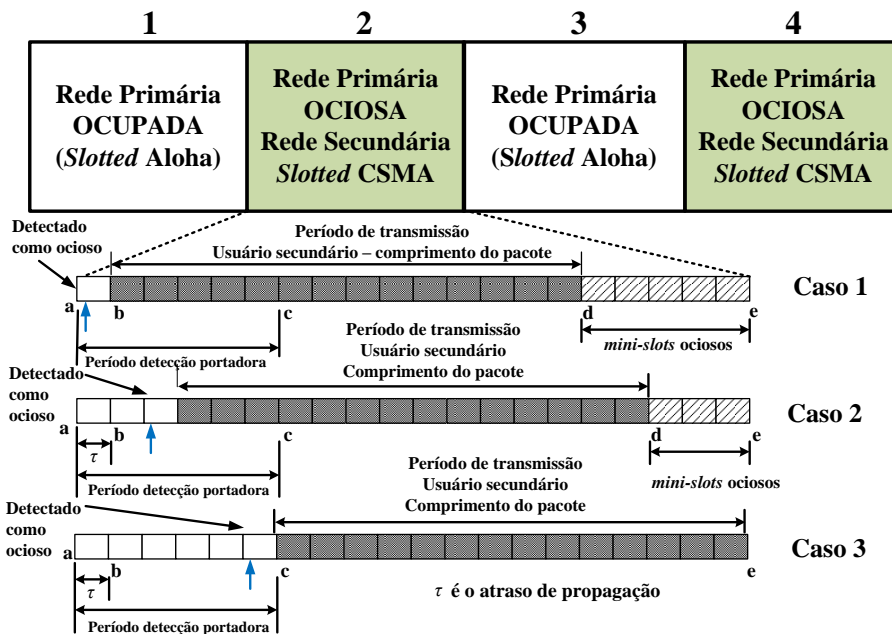 1
2
3
4
Rede Primária
OCUPADA
(Slotted Aloha)
Rede Primária
OCIOSA
Rede Secundária
Slotted CSMA
Rede Primária
OCUPADA
(Slotted Aloha)
Rede Primária
OCIOSA
Rede Secundária
Slotted CSMA
Detectado
como ocioso
Período de transmissão
Usuário secundário – comprimento do pacote
a
b
c
d
e
Caso 1
Período detecção portadora
mini-slots ociosos
Detectado
como
ocioso
Período de transmissão
Usuário secundário
Comprimento do pacote
a
b
c
d
e
Caso 2
τ
Período detecção portadora
mini-slots ociosos
Detectado
como
ocioso
Período de transmissão
Usuário secundário
Comprimento do pacote
a
b
c
e
Caso 3
τ
τ é o atraso de propagação
Período detecção portadora